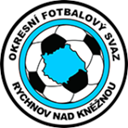 OKRESNÍ FOTBALOVÝ SVAZ
RYCHNOV NAD KNĚŽNOU